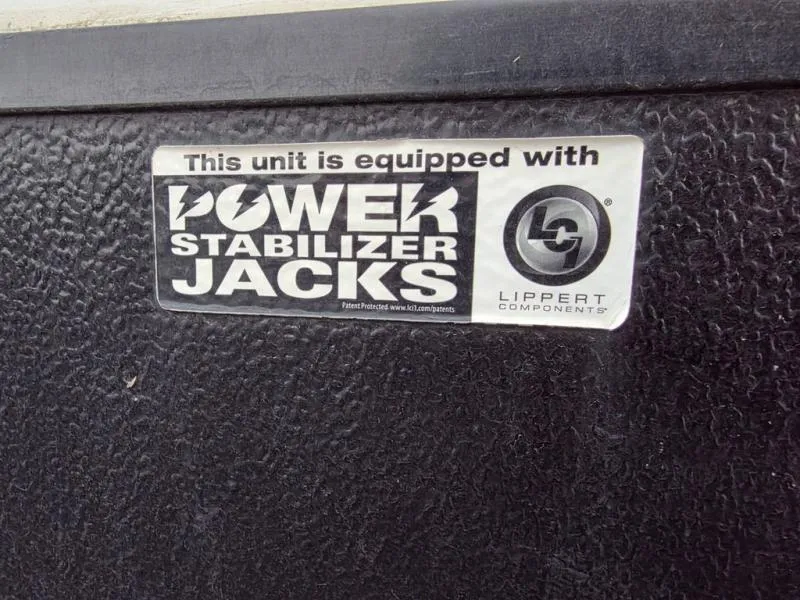 This unit is equipped with
POWER
STABILIZER
JACKS
Patent Protected www.lci1.com/patents
LCI
®
LIPPERT
COMPONENTS